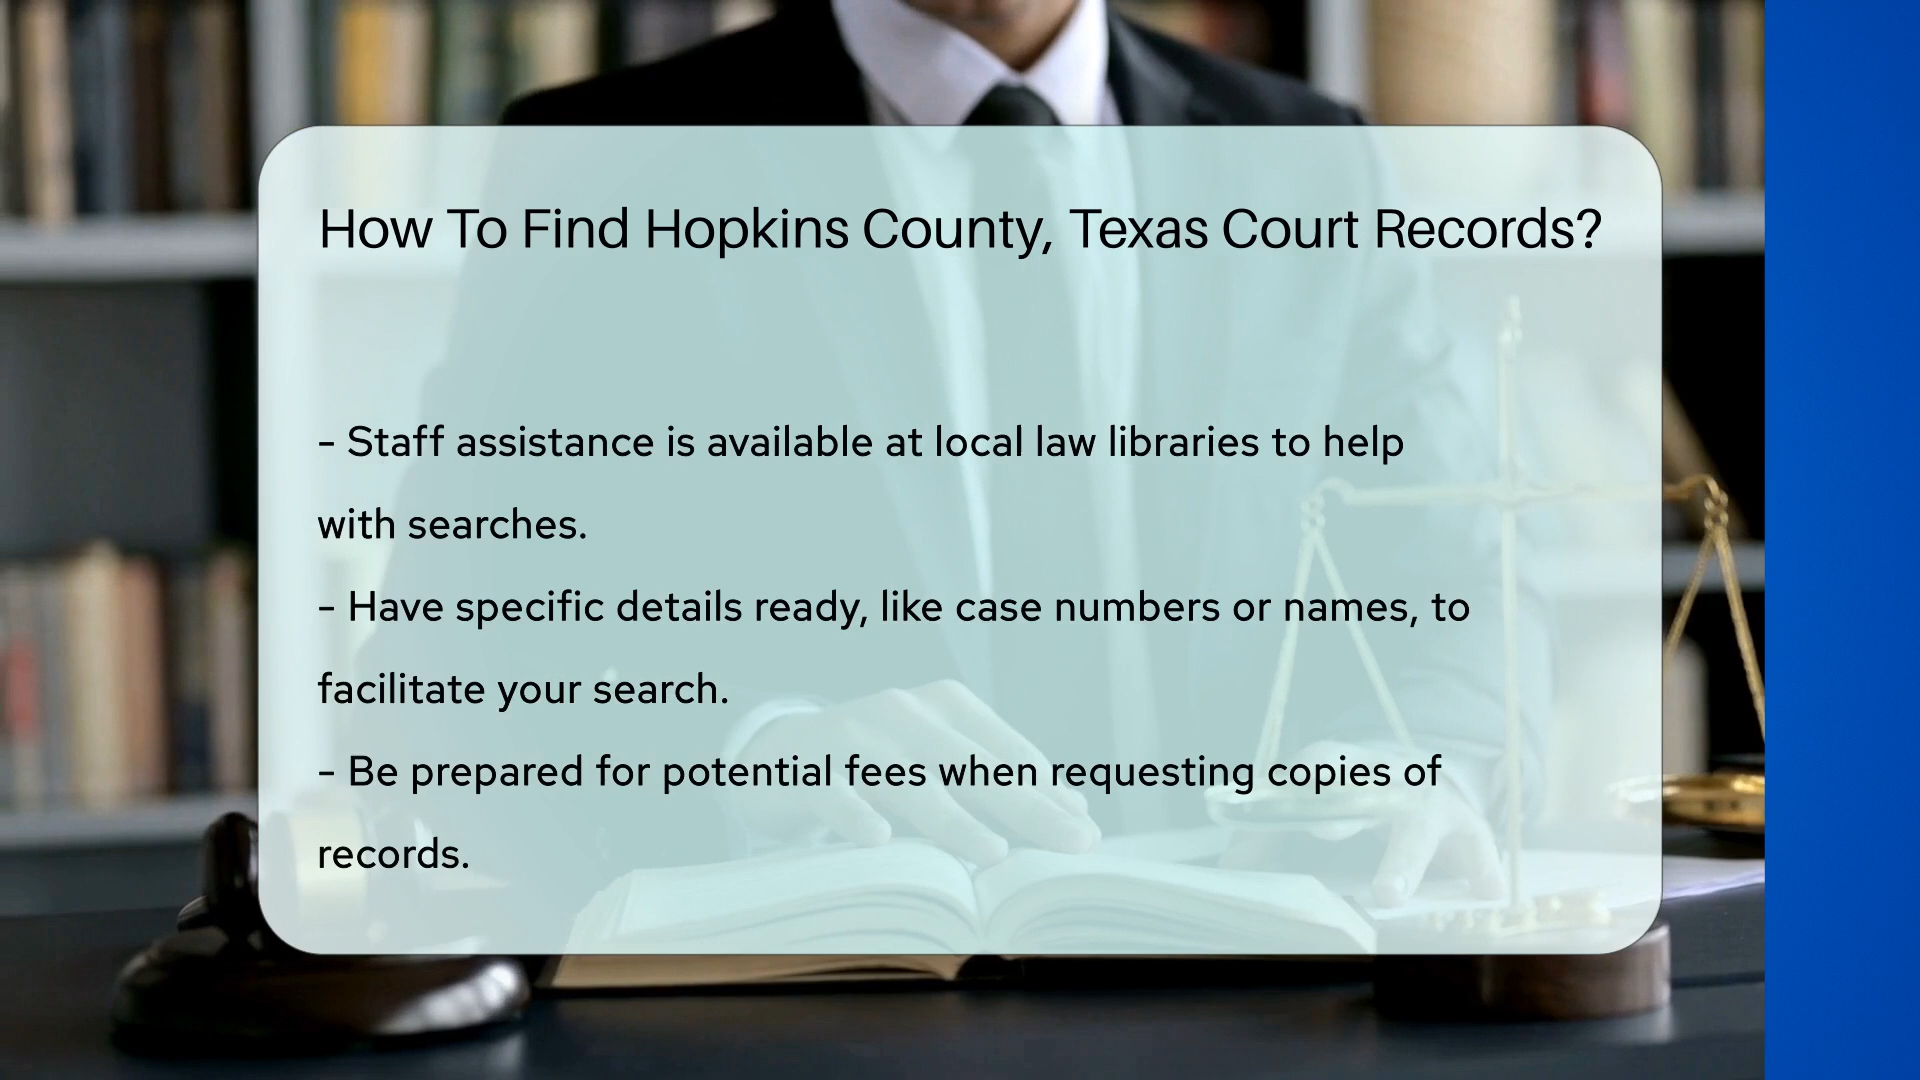 How To Find Hopkins County, Texas Court Records?
- Staff assistance is available at local law libraries to help
with searches.
- Have specific details ready, like case numbers or names, to
facilitate your search.
- Be prepared for potential fees when requesting copies of
records.